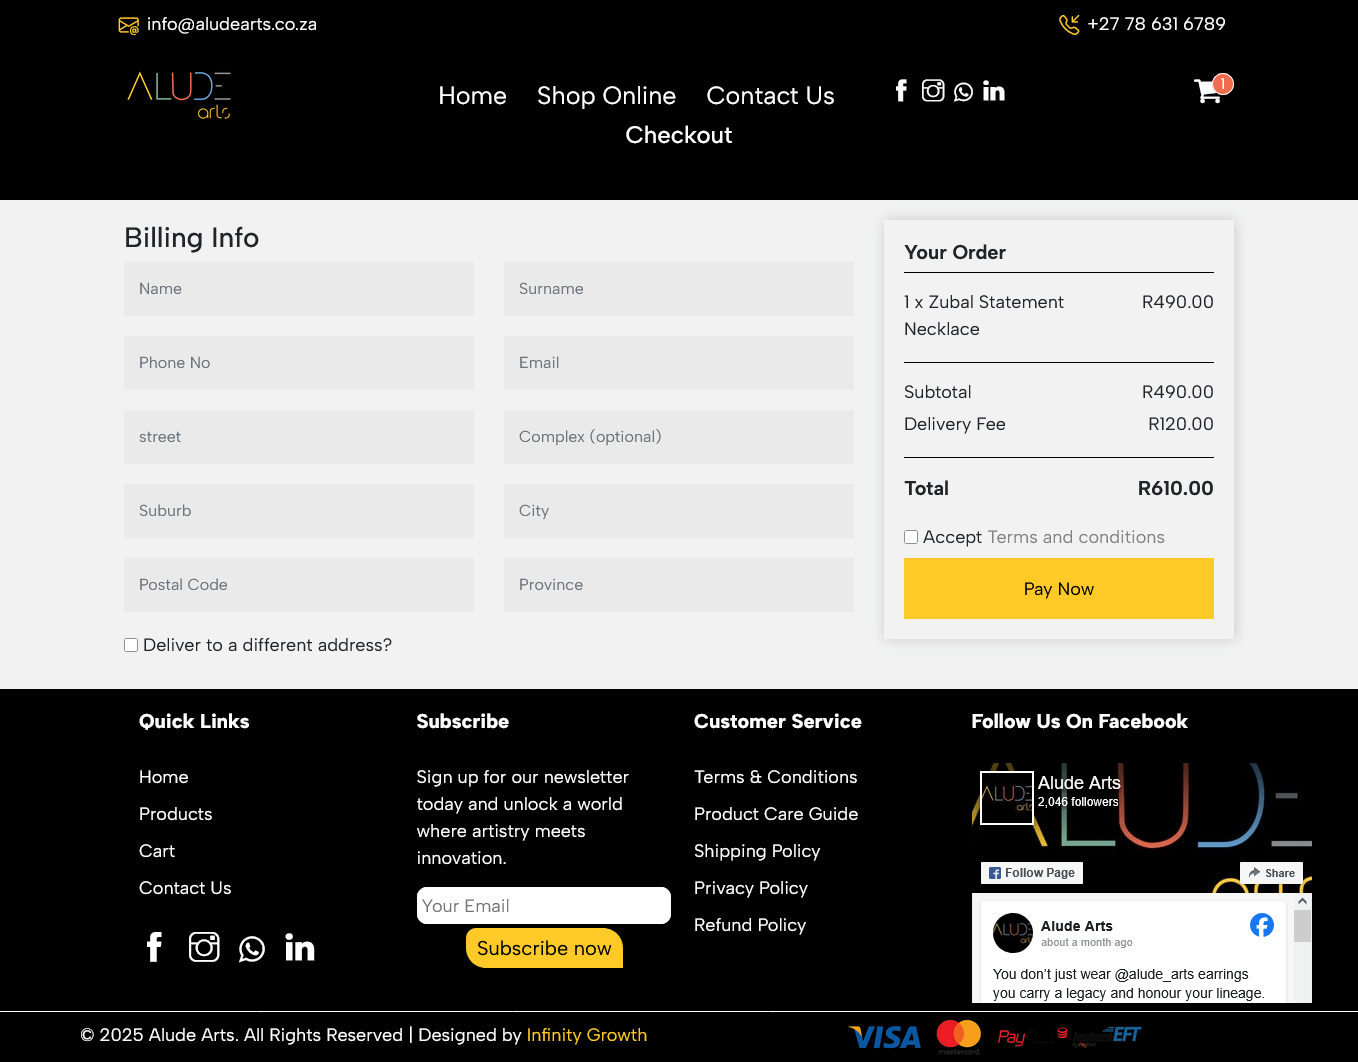 info@aludearts.co.za
+27 78 631 6789
ALUDE
arts
Home Shop Online Contact Us
1
Checkout
Billing Info
Name
Surname
Phone No
Email
street
Complex (optional)
Suburb
City
Postal Code
Province
Deliver to a different address?
Your Order
1 x Zubal Statement R490.00
Necklace
Subtotal R490.00
Delivery Fee R120.00
Total R610.00
Accept Terms and conditions
Pay Now
Quick Links
Home
Products
Cart
Contact Us
Subscribe
Sign up for our newsletter
today and unlock a world
where artistry meets
innovation.
Your Email
Subscribe now
Customer Service
Terms & Conditions
Product Care Guide
Shipping Policy
Privacy Policy
Refund Policy
Follow Us On Facebook
ALUDE
Alude Arts
2,046 followers
Follow Page
Share
Alude Arts
about a month ago
You don't just wear @alude_arts earrings
you carry a legacy and honour your lineage.
© 2025 Alude Arts. All Rights Reserved | Designed by Infinity Growth
VISA
mastercard
Pay
EFT